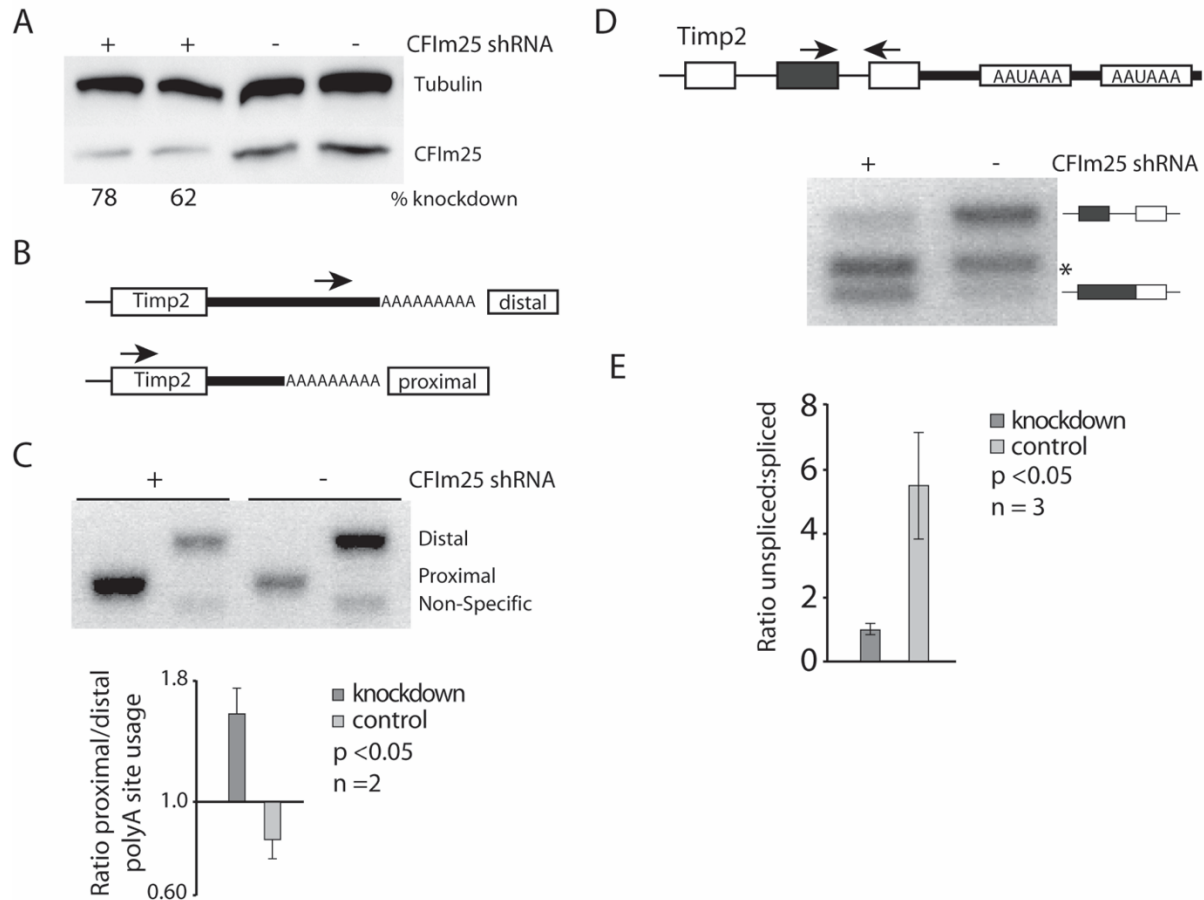 A
+ + - - CFIm25 shRNA
Tubulin
CFIm25
78 62 % knockdown
B
Timp2 AAAAAAAAA distal
Timp2 AAAAAAAAA proximal
C
+ - CFIm25 shRNA
Distal
Proximal
Non-Specific
Ratio proximal/distal
polyA site usage
1.8
1.0
0.60
knockdown
control
p <0.05
n =2
D
Timp2
AAUAAA AAUAAA
+ - CFIm25 shRNA
*
E
Ratio unspliced:spliced
8
6
4
2
0
knockdown
control
p <0.05
n = 3